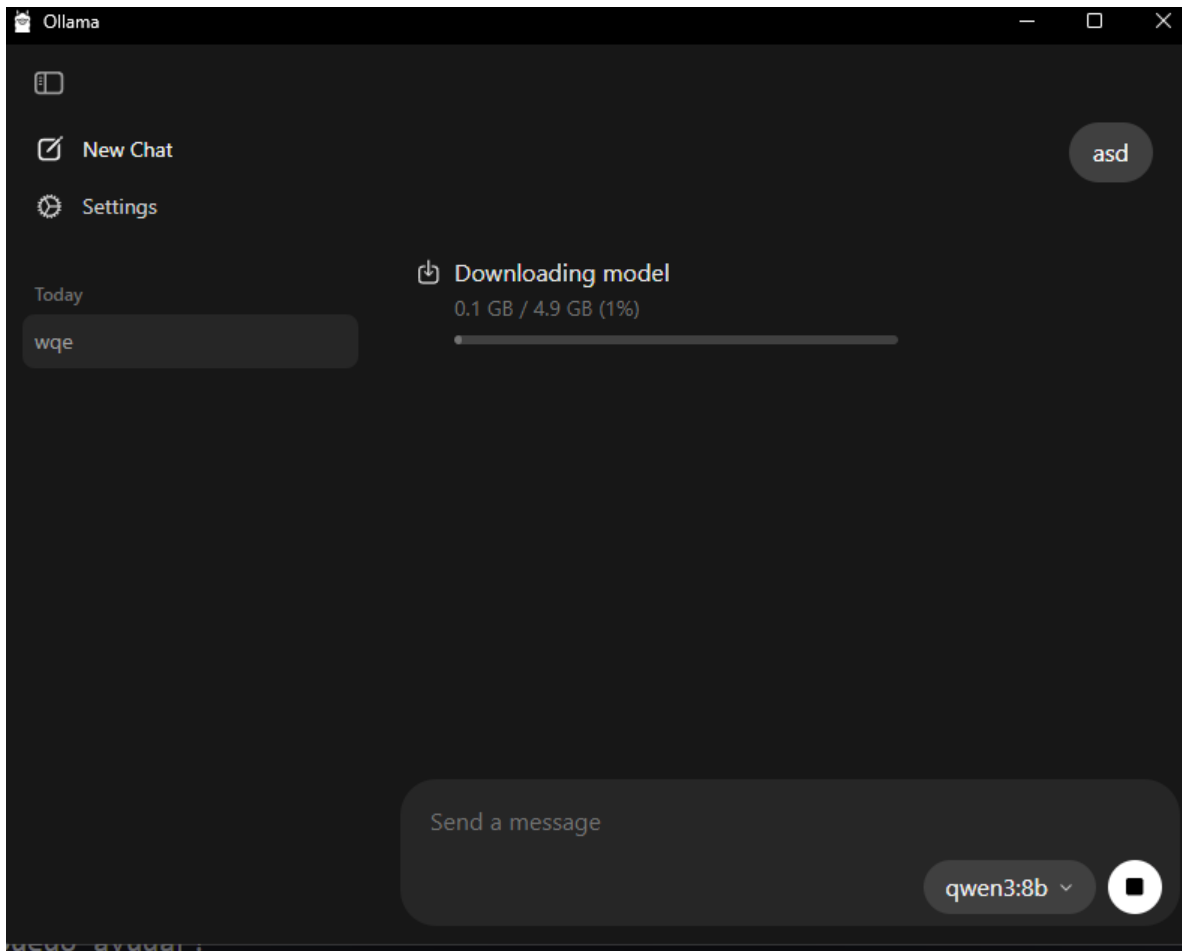 Ollama
New Chat
asd
Settings
Downloading model
0.1 GB / 4.9 GB (1%)
Today
wqe
Send a message
qwen3:8b